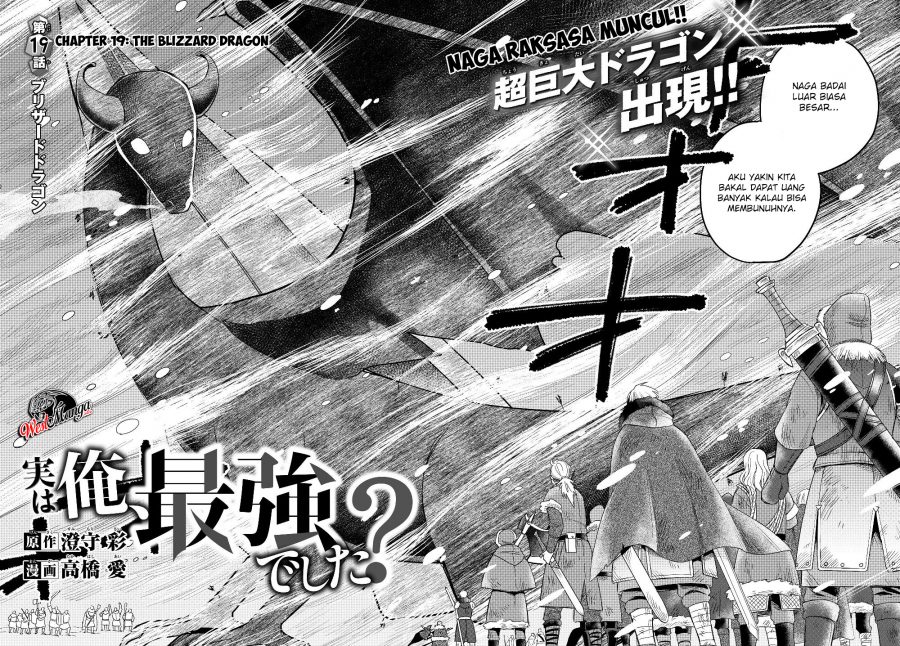 第19話
ブリザードドラゴン
CHAPTER 19: THE BLIZZARD DRAGON
NAGA RAKSASA MUNCUL!!
超巨大ドラゴン
出現!!
NAGA BADAI
LUAR BIASA
BESAR...
AKU YAKIN KITA
BAKAL DAPAT UANG
BANYAK KALAU BISA
MEMBUNUHNYA.
オオオ
WestManga
実は俺、最強
でした?
原作 澄守彩
漫画 高橋愛